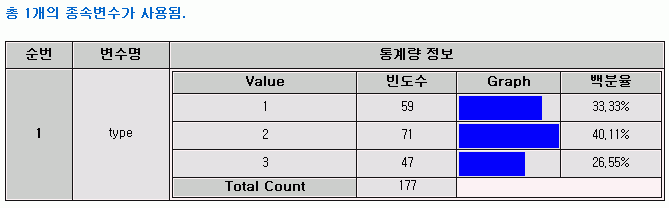 총 1개의 종속변수가 사용됨.
순번 변수명 통계량 정보
Value 빈도수 Graph 백분율
1 59 33,33%
1 type 2 71 40,11%
3 47 26,55%
Total Count 177